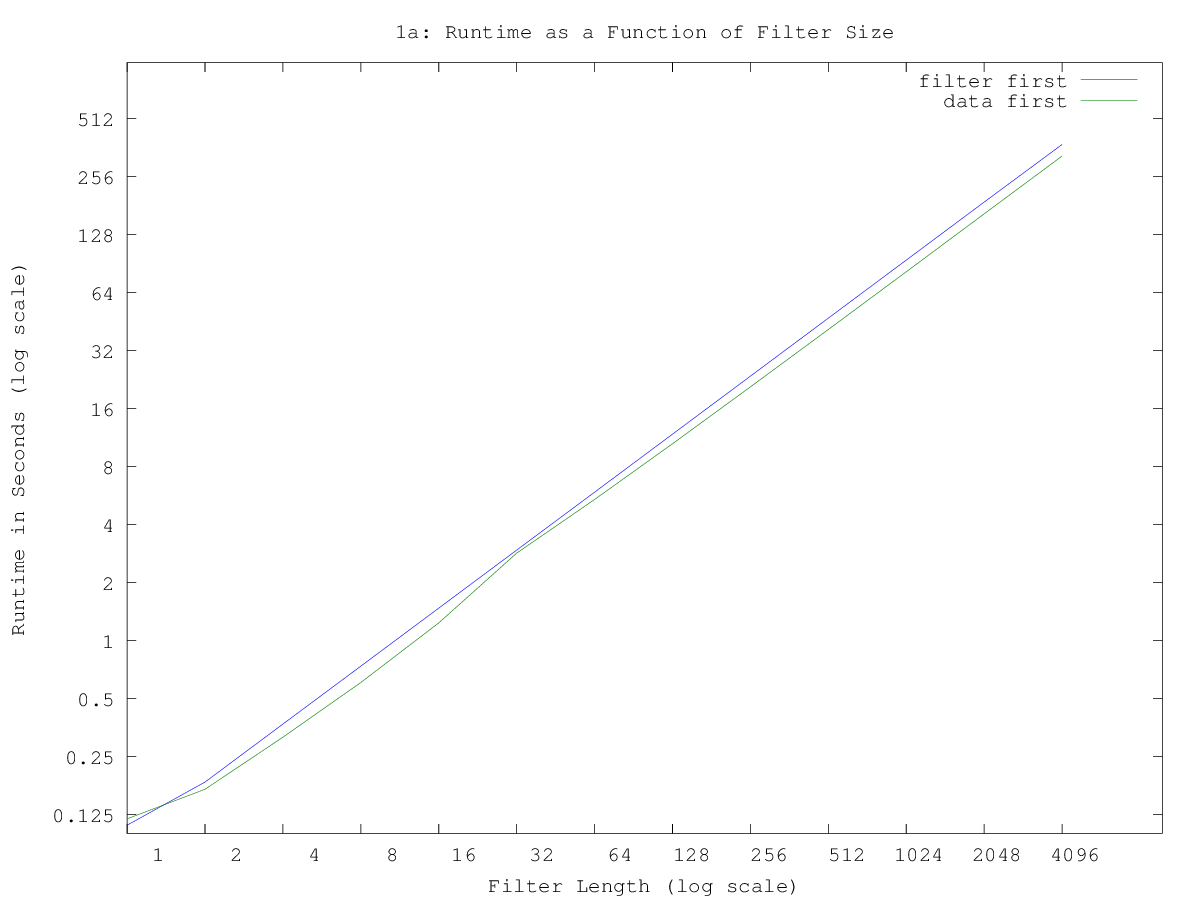 1a: Runtime as a Function of Filter Size
filter first
data first
512
256
128
64
32
16
8
4
2
1
0.5
0.25
0.125
Runtime in Seconds (log scale)
1 2 4 8 16 32 64 128 256 512 1024 2048 4096
Filter Length (log scale)